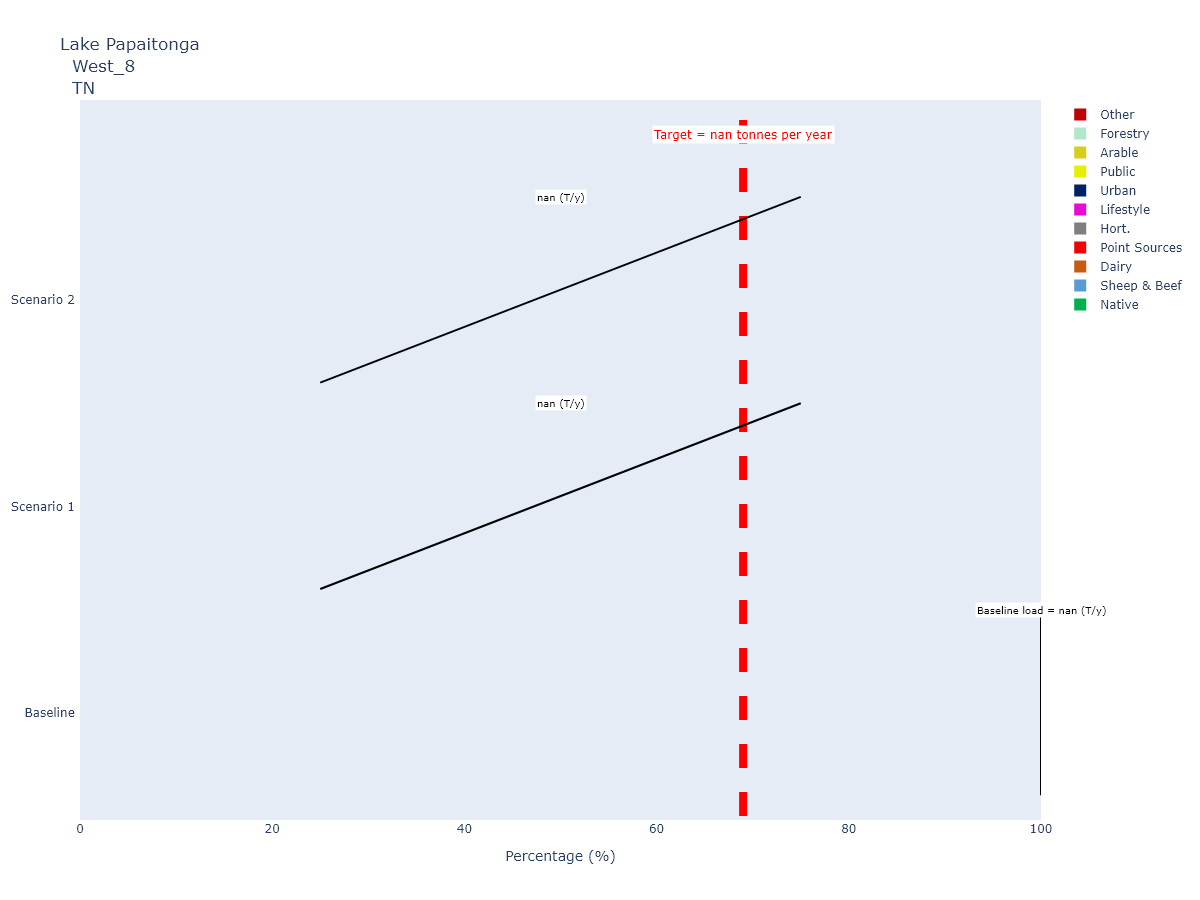 Lake Papaitonga
West_8
TN
Target = nan tonnes per year
nan (T/y)
Scenario 2
nan (T/y)
Scenario 1
Baseline load = nan (T/y)
Baseline
0 20 40 60 80 100
Percentage (%)
Other
Forestry
Arable
Public
Urban
Lifestyle
Hort.
Point Sources
Dairy
Sheep & Beef
Native